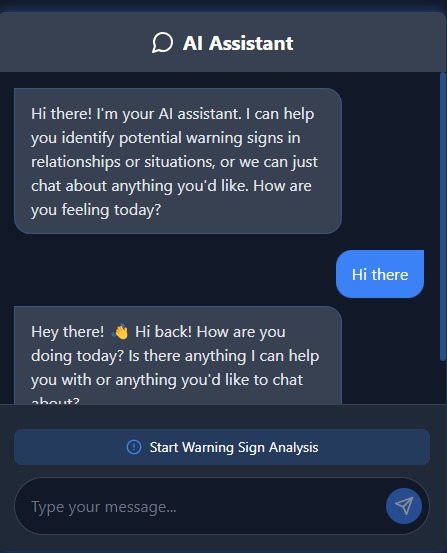 AI Assistant
Hi there! I'm your AI assistant. I can help
you identify potential warning signs in
relationships or situations, or we can just
chat about anything you'd like. How are
you feeling today?
Hi there
Hey there! 👋 Hi back! How are you
doing today? Is there anything I can help
you with or anything you'd like to chat
about?
Start Warning Sign Analysis
Type your message...